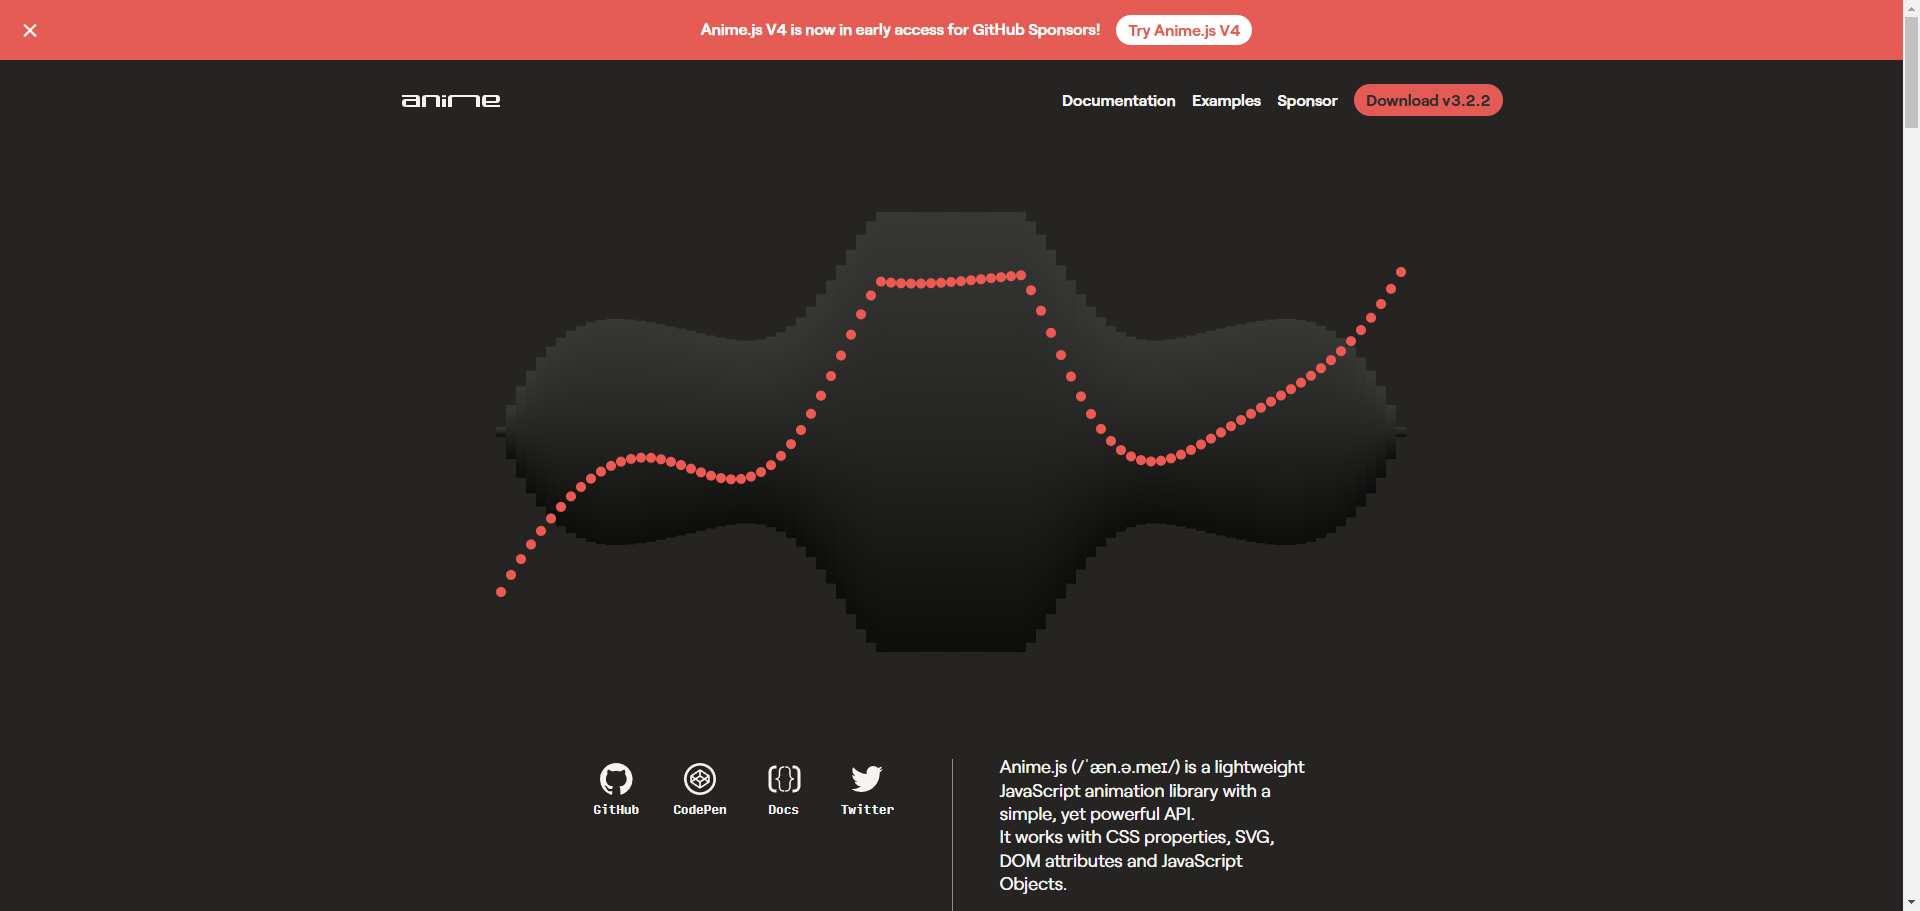 Anime.js V4 is now in early access for GitHub Sponsors! Try Anime.js V4
anime Documentation Examples Sponsor Download v3.2.2
GitHub CodePen Docs Twitter
Anime.js (/ˈæn.ə.meɪ/) is a lightweight
JavaScript animation library with a
simple, yet powerful API.
It works with CSS properties, SVG,
DOM attributes and JavaScript
Objects.